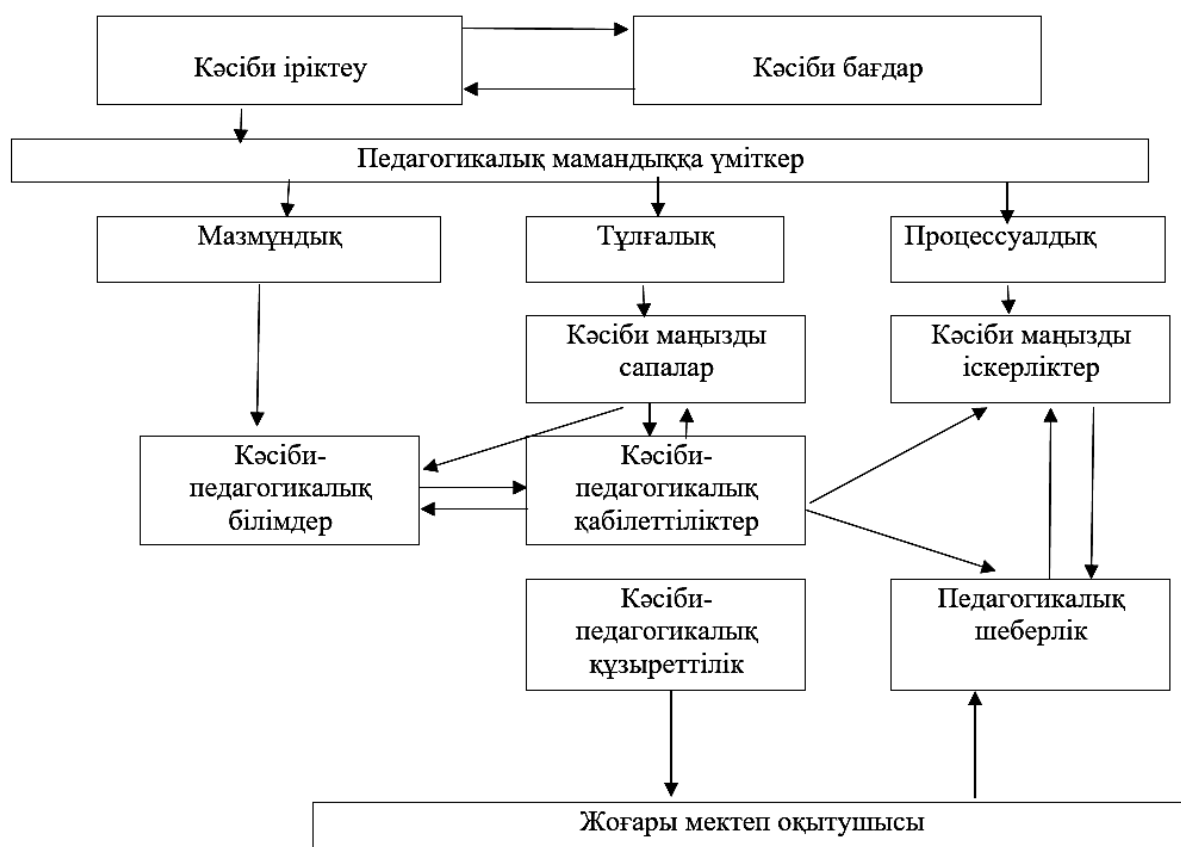 Кәсіби іріктеу
Кәсіби бағдар
Педагогикалық мамандыққа үміткер
Мазмұндық
Тұлғалық
Процессуалдық
Кәсіби маңызды
сапалар
Кәсіби маңызды
іскерліктер
Кәсіби-
педагогикалық
білімдер
Кәсіби-
педагогикалық
қабілеттіліктер
Кәсіби-
педагогикалық
құзыреттілік
Педагогикалық
шеберлік
Жоғары мектеп оқытушысы